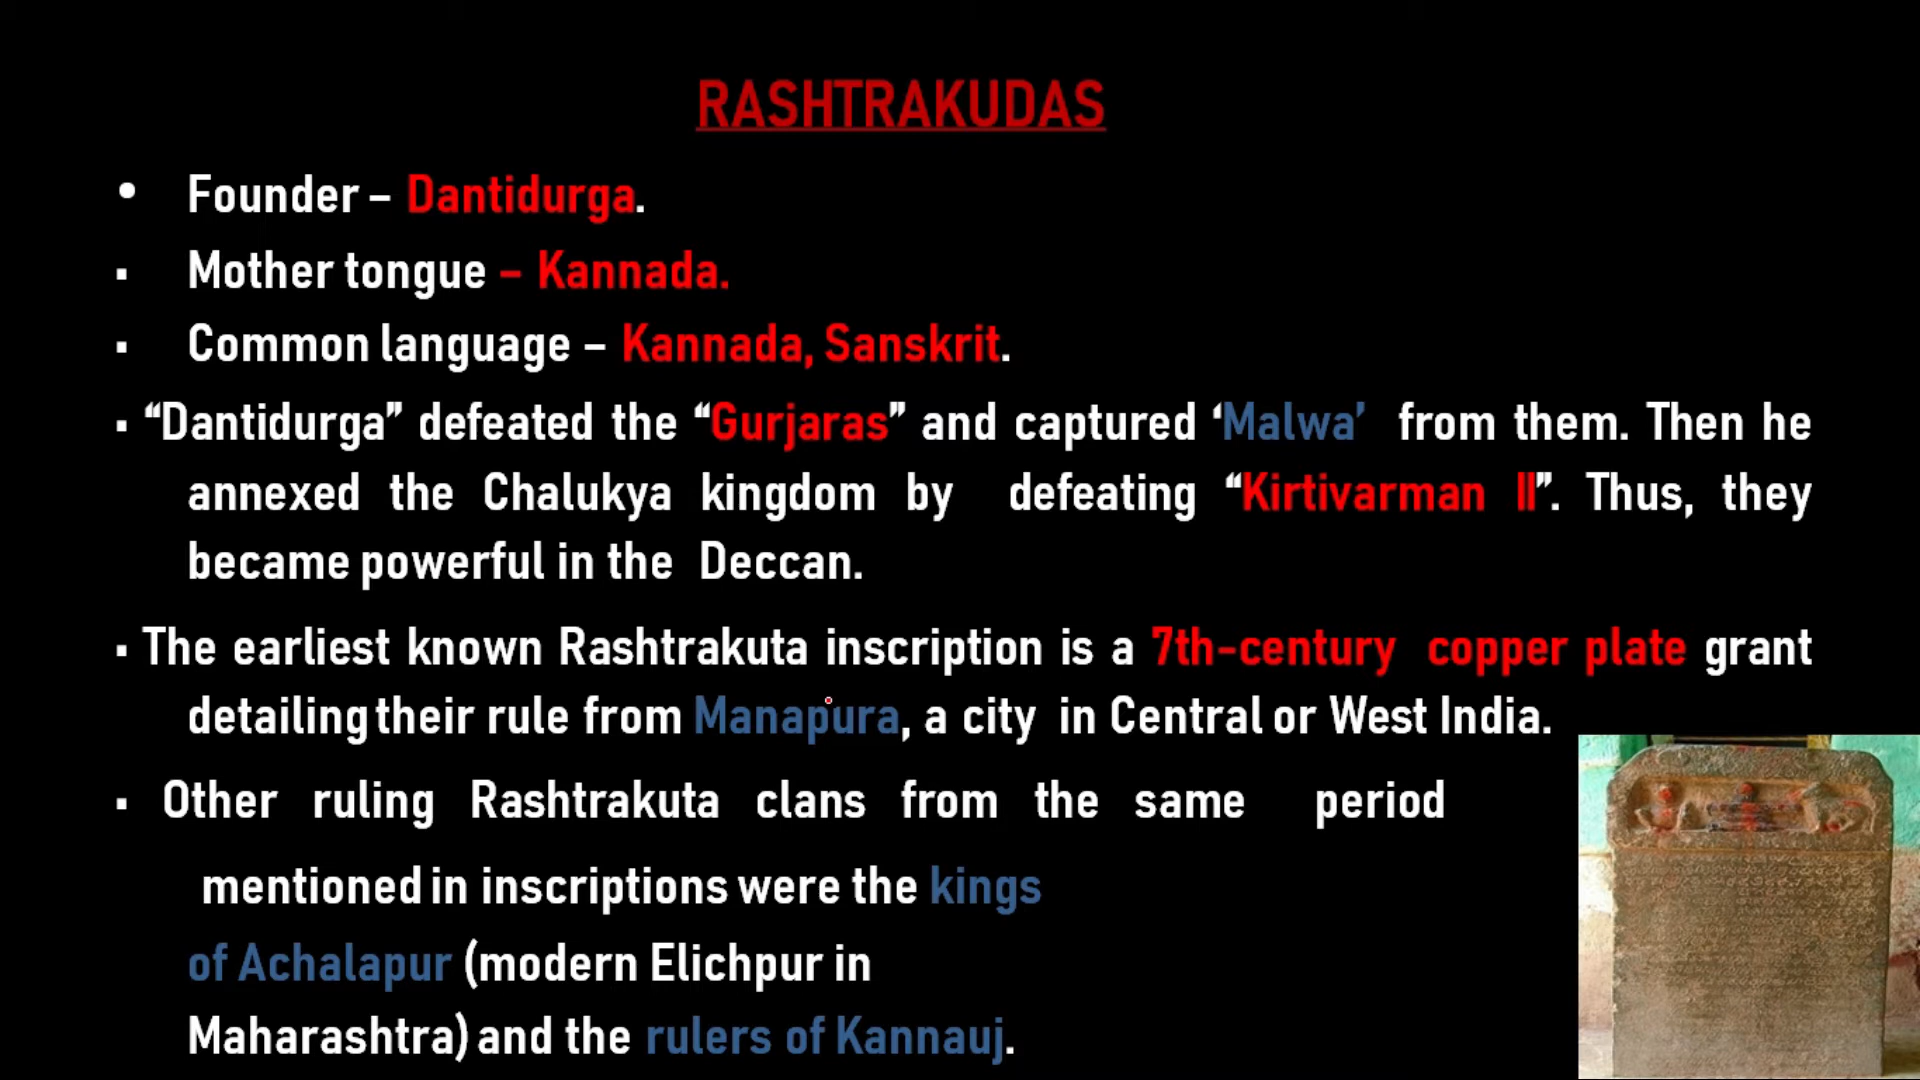 RASHTRAKUDAS
• Founder – Dantidurga.
▪ Mother tongue – Kannada.
▪ Common language – Kannada, Sanskrit.
▪ “Dantidurga” defeated the “Gurjaras” and captured ‘Malwa’ from them. Then he
annexed the Chalukya kingdom by defeating “Kirtivarman II”. Thus, they
became powerful in the Deccan.
▪ The earliest known Rashtrakuta inscription is a 7th-century copper plate grant
detailing their rule from Manapura, a city in Central or West India.
▪ Other ruling Rashtrakuta clans from the same period
mentioned in inscriptions were the kings
of Achalapur (modern Elichpur in
Maharashtra) and the rulers of Kannauj.